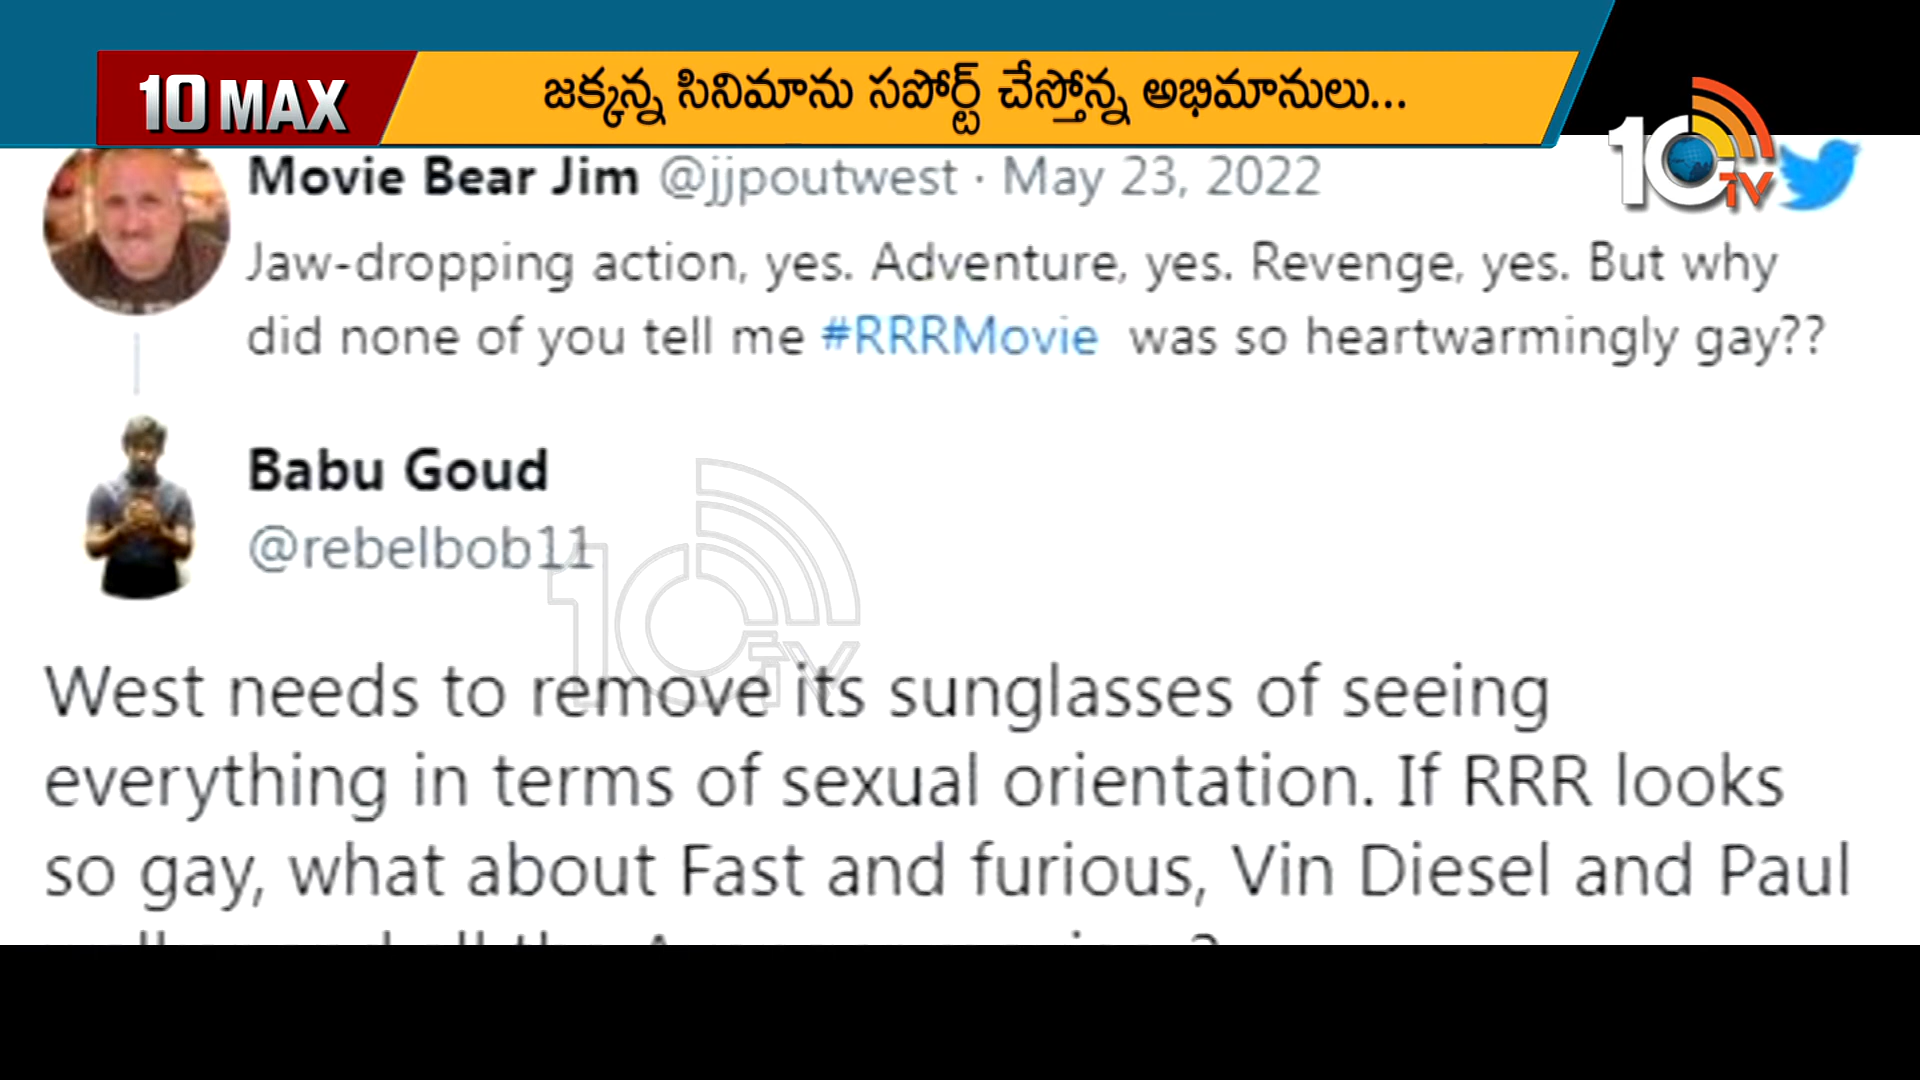 10 MAX
జక్కన్న సినిమాను సపోర్ట్ చేస్తోన్న అభిమానులు...
10TV
Movie Bear Jim @jjpoutwest · May 23, 2022
Jaw-dropping action, yes. Adventure, yes. Revenge, yes. But why
did none of you tell me #RRRMovie was so heartwarmingly gay??
Babu Goud
@rebelbob11
10TV
West needs to remove its sunglasses of seeing
everything in terms of sexual orientation. If RRR looks
so gay, what about Fast and furious, Vin Diesel and Paul